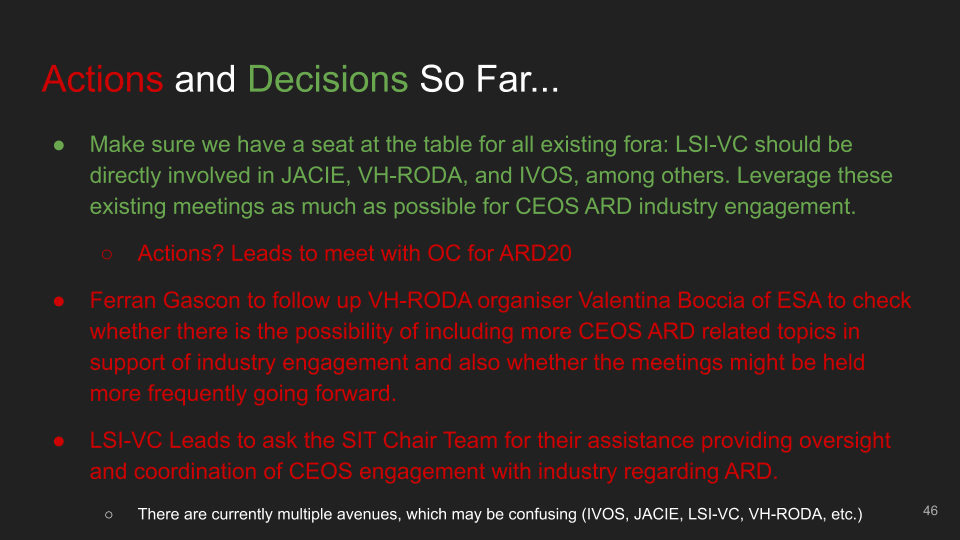 Actions and Decisions So Far...
● Make sure we have a seat at the table for all existing fora: LSI-VC should be
directly involved in JACIE, VH-RODA, and IVOS, among others. Leverage these
existing meetings as much as possible for CEOS ARD industry engagement.
○ Actions? Leads to meet with OC for ARD20
● Ferran Gascon to follow up VH-RODA organiser Valentina Boccia of ESA to check
whether there is the possibility of including more CEOS ARD related topics in
support of industry engagement and also whether the meetings might be held
more frequently going forward.
● LSI-VC Leads to ask the SIT Chair Team for their assistance providing oversight
and coordination of CEOS engagement with industry regarding ARD.
○ There are currently multiple avenues, which may be confusing (IVOS, JACIE, LSI-VC, VH-RODA, etc.)
46